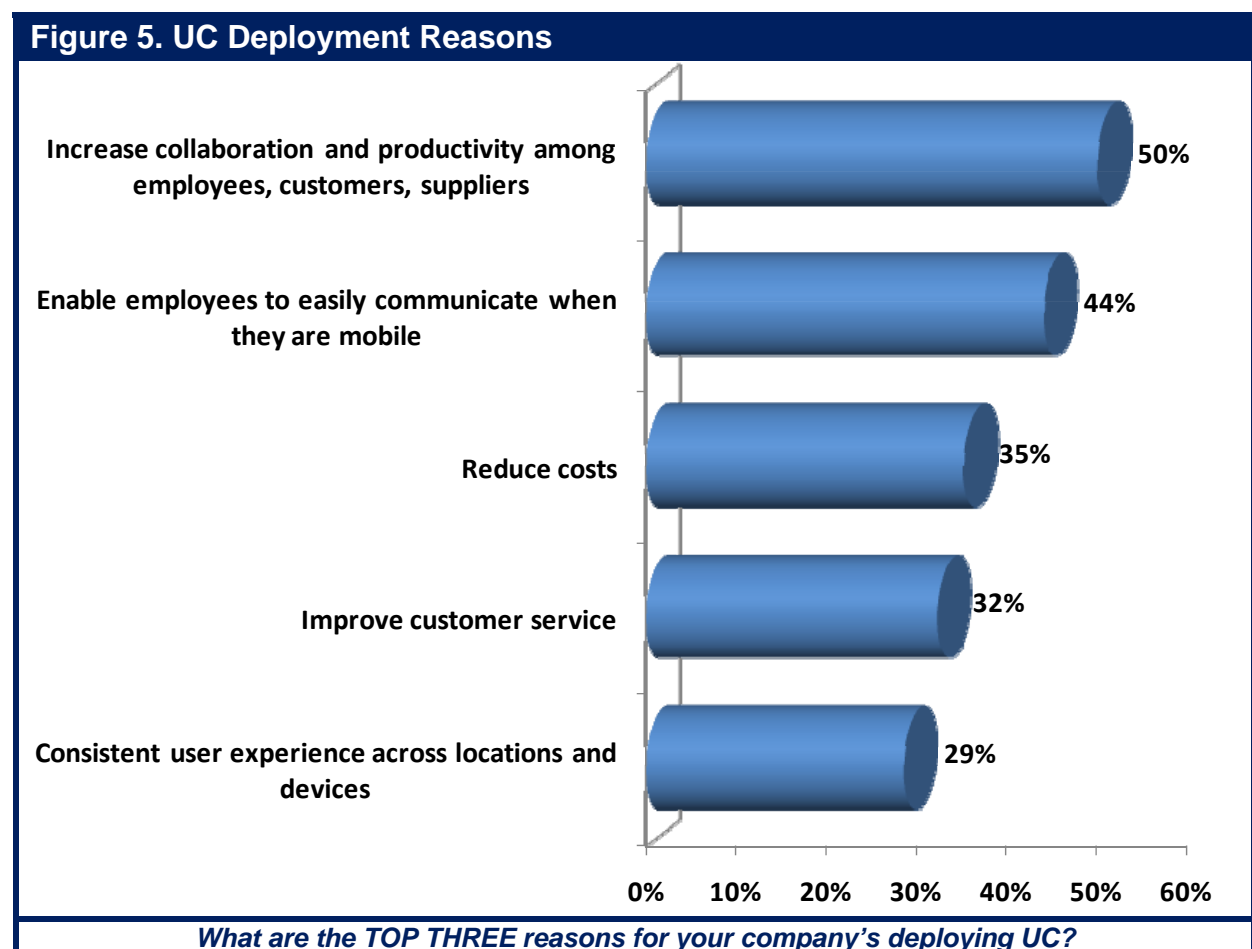 Figure 5. UC Deployment Reasons
Increase collaboration and productivity among
employees, customers, suppliers
50%
Enable employees to easily communicate when
they are mobile
44%
Reduce costs
35%
Improve customer service
32%
Consistent user experience across locations and
devices
29%
0% 10% 20% 30% 40% 50% 60%
What are the TOP THREE reasons for your company's deploying UC?